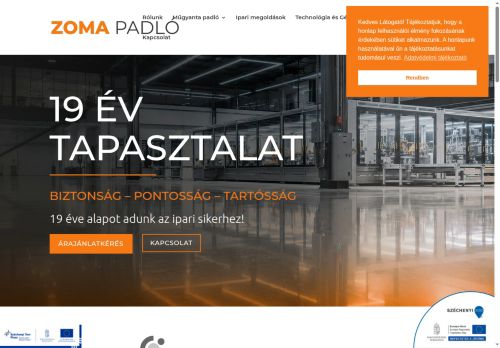 ZOMA PADLÓ
Rólunk
Műgyanta padló
Ipari megoldások
Technológia és Gé
Kapcsolat
Kedves Látogató! Tájékoztatjuk, hogy a
honlap felhasználói élmény fokozásának
érdekében sütiket alkalmazunk. A honlapunk
használatával ön a tájékoztatásunkat
tudomásul veszi. Adatvédelmi tájékoztató
Rendben
19 ÉV
TAPASZTALAT
BIZTONSÁG – PONTOSSÁG – TARTÓSSÁG
19 éve alapot adunk az ipari sikerhez!
ÁRAJÁNLATKÉRÉS
KAPCSOLAT
SZÉCHENYI